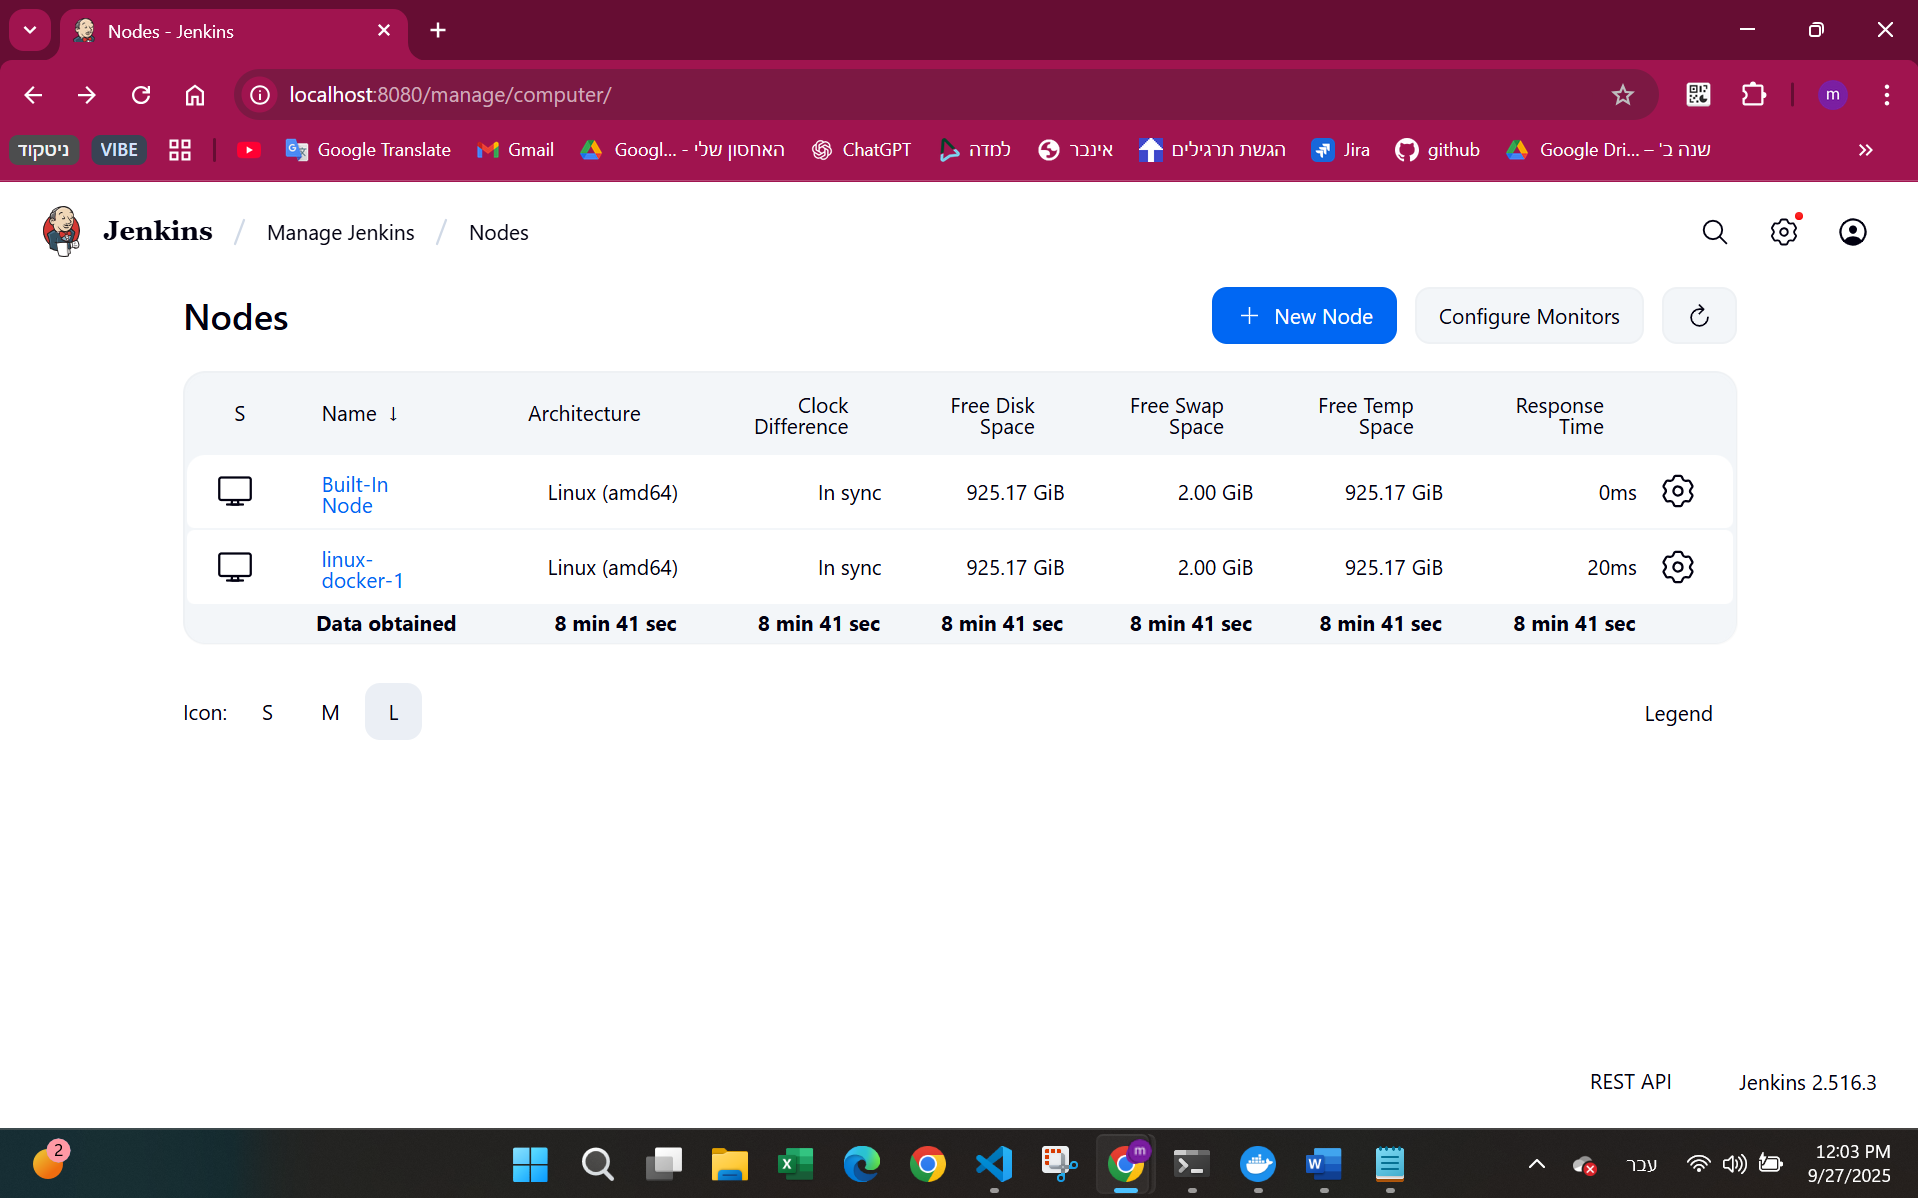 Nodes - Jenkins
localhost:8080/manage/computer/
m
ניטקוד
VIBE
Google Translate
Gmail
Googl... - האחסון שלי
ChatGPT
למדה
אינבר
הגשת תרגילים
Jira
github
Google Dri... – שנה ב'
Jenkins / Manage Jenkins / Nodes
Nodes
+ New Node
Configure Monitors
S Name ↓ Architecture Clock Difference Free Disk Space Free Swap Space Free Temp Space Response Time
Built-In Node Linux (amd64) In sync 925.17 GiB 2.00 GiB 925.17 GiB 0ms
linux-docker-1 Linux (amd64) In sync 925.17 GiB 2.00 GiB 925.17 GiB 20ms
Data obtained 8 min 41 sec 8 min 41 sec 8 min 41 sec 8 min 41 sec 8 min 41 sec 8 min 41 sec
Icon: S M L
Legend
REST API
Jenkins 2.516.3
2
m
עבר
12:03 PM
9/27/2025